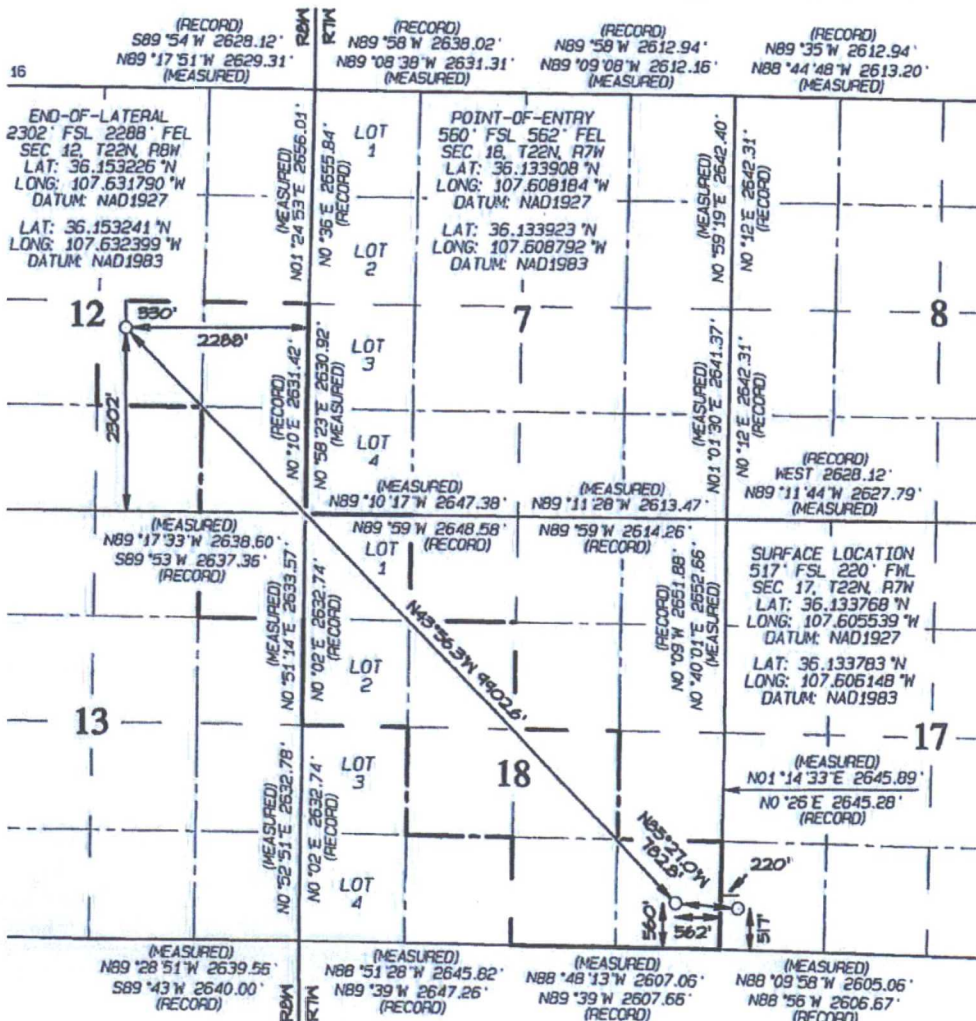 (RECORD)
S89°54'W 2628.12'
N89°17'51"W 2629.31'
(MEASURED)
R8W
R7W
(RECORD)
N89°58'W 2638.02'
N89°08'38"W 2631.31'
(MEASURED)
(RECORD)
N89°58'W 2612.94'
N89°09'08"W 2612.16'
(MEASURED)
(RECORD)
N89°35'W 2612.94'
N88°44'48"W 2613.20'
(MEASURED)
16
END-OF-LATERAL
2302' FSL 2288' FEL
SEC 12, T22N, R8W
LAT: 36.153226°N
LONG: 107.631790°W
DATUM: NAD1927
LAT: 36.153241°N
LONG: 107.632399°W
DATUM: NAD1983
(MEASURED)
N01°24'53"E 2656.01'
N0°36'E 2655.84'
(RECORD)
LOT
1
LOT
2
POINT-OF-ENTRY
560' FSL 562' FEL
SEC 18, T22N, R7W
LAT: 36.133908°N
LONG: 107.608184°W
DATUM: NAD1927
LAT: 36.133923°N
LONG: 107.608792°W
DATUM: NAD1983
(MEASURED)
N0°59'19"E 2642.40'
N0°12'E 2642.31'
(RECORD)
12
330'
2288'
2302'
7
8
(RECORD)
N0°10'E 2631.42'
N0°58'23"E 2630.92'
(MEASURED)
LOT
3
LOT
4
(MEASURED)
N01°01'30"E 2641.37'
N0°12'E 2642.31'
(RECORD)
(RECORD)
WEST 2628.12'
N89°11'44"W 2627.79'
(MEASURED)
(MEASURED)
N89°10'17"W 2647.38'
N89°59'W 2648.58'
(RECORD)
(MEASURED)
N89°11'28"W 2613.47'
N89°59'W 2614.26'
(RECORD)
(MEASURED)
N89°17'33"W 2638.60'
S89°53'W 2637.36'
(RECORD)
(MEASURED)
N0°51'14"E 2633.57'
N0°02'E 2632.74'
(RECORD)
LOT
1
LOT
2
N43°56.3'W 9902.6'
(RECORD)
N0°09'W 2651.88'
N0°40'01"E 2652.66'
(MEASURED)
SURFACE LOCATION
517' FSL 220' FWL
SEC 17, T22N, R7W
LAT: 36.133768°N
LONG: 107.605539°W
DATUM: NAD1927
LAT: 36.133783°N
LONG: 107.606148°W
DATUM: NAD1983
13
18
17
(MEASURED)
N01°14'33"E 2645.89'
N0°26'E 2645.28'
(RECORD)
(MEASURED)
N0°52'51"E 2632.78'
N0°02'E 2632.74'
(RECORD)
LOT
3
LOT
4
N85°27.0'W
782.8'
220'
560'
562'
517'
(MEASURED)
N89°28'51"W 2639.56'
S89°43'W 2640.00'
(RECORD)
R8W
R7W
(MEASURED)
N88°51'28"W 2645.82'
N89°39'W 2647.26'
(RECORD)
(MEASURED)
N88°48'13"W 2607.06'
N89°39'W 2607.66'
(RECORD)
(MEASURED)
N88°09'58"W 2605.06'
N88°56'W 2606.67'
(RECORD)